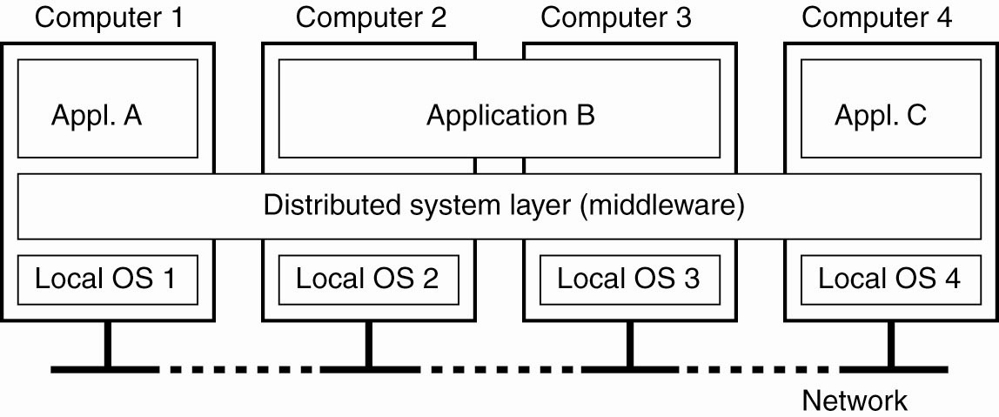 Computer 1
Computer 2
Computer 3
Computer 4
Appl. A
Application B
Appl. C
Distributed system layer (middleware)
Local OS 1
Local OS 2
Local OS 3
Local OS 4
Network